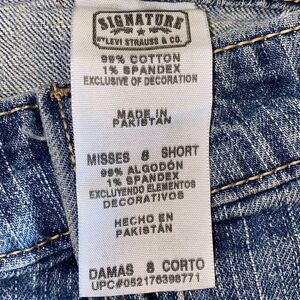 SIGNATURE
BY LEVI STRAUSS & CO.
99% COTTON
1% SPANDEX
EXCLUSIVE OF DECORATION
MADE IN
PAKISTAN
MISSES 8 SHORT
99% ALGODÓN
1% SPANDEX
EXCLUYENDO ELEMENTOS
DECORATIVOS
HECHO EN
PAKISTAN
DAMAS 8 CORTO
UPC#052176398771